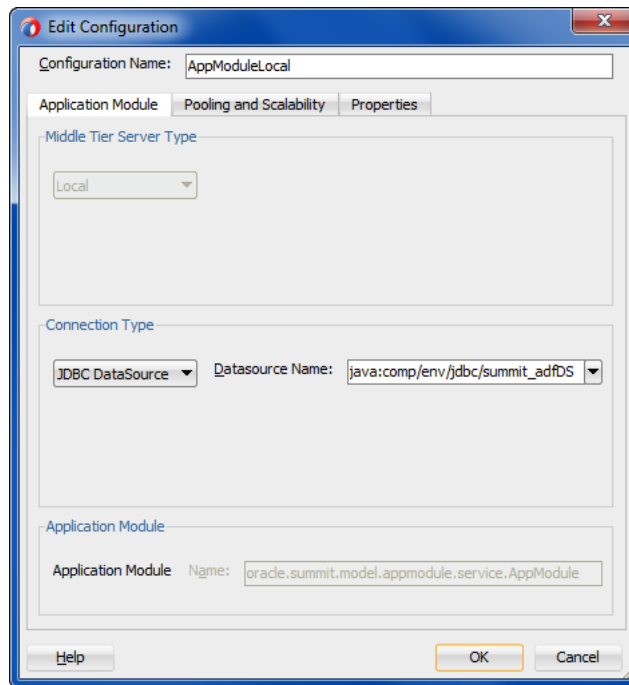 Edit Configuration
Configuration Name: AppModuleLocal
Application Module Pooling and Scalability Properties
Middle Tier Server Type
Local
Connection Type
JDBC DataSource Datasource Name: java:comp/env/jdbc/summit_adfDS
Application Module
Application Module Name: oracle.summit.model.appmodule.service.AppModule
Help OK Cancel